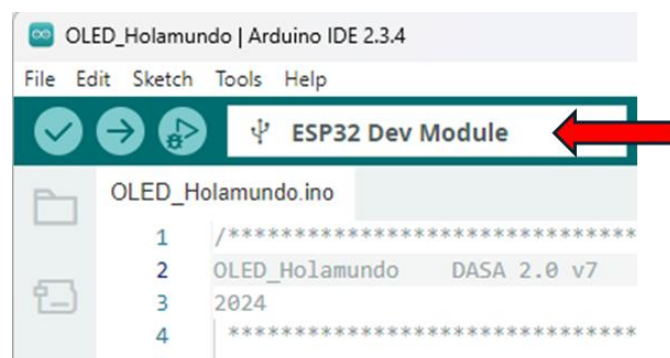 OLED_Holamundo | Arduino IDE 2.3.4
File Edit Sketch Tools Help
ESP32 Dev Module
OLED_Holamundo.ino
1 /*******************************
2 OLED_Holamundo DASA 2.0 v7
3 2024
4 *******************************